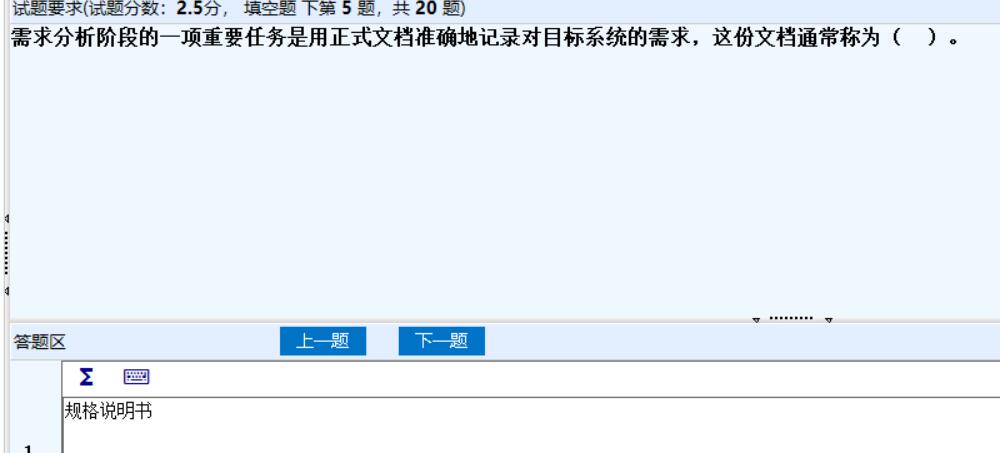 试题要求(试题分数：2.5分， 填空题 下第 5 题，共 20 题)
需求分析阶段的一项重要任务是用正式文档准确地记录对目标系统的需求，这份文档通常称为（ ）。
答题区 上一题 下一题
Σ
规格说明书
1